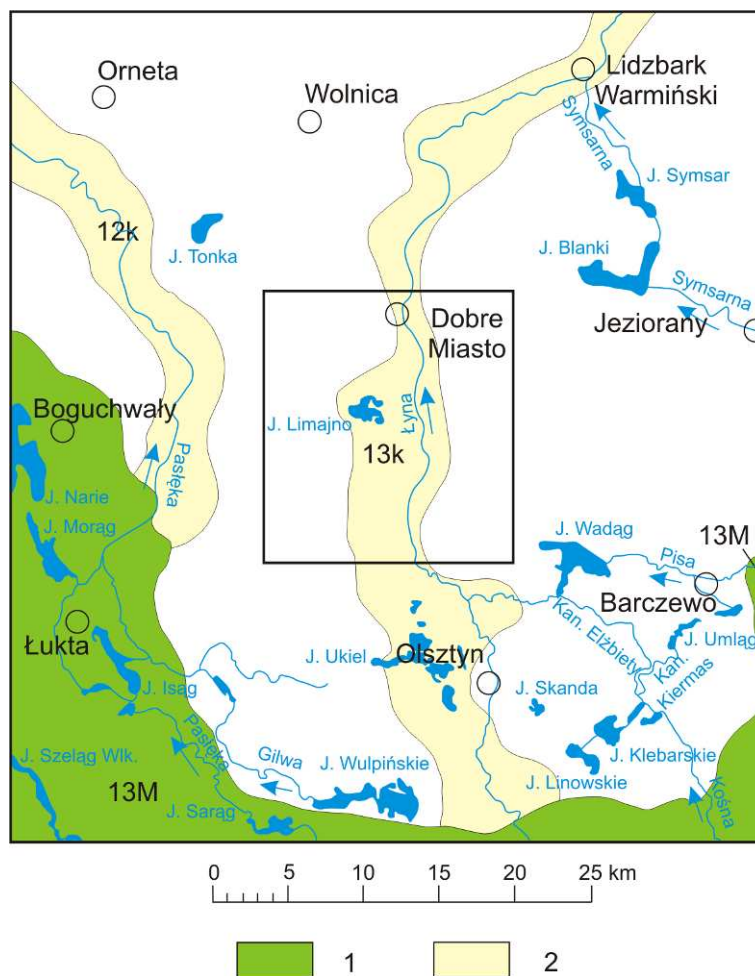 Orneta
Wolnica
Lidzbark
Warmiński
Symsarna
J. Symsar
12k
J. Tonka
J. Blanki
Symsarna
Jeziorany
Dobre
Miasto
Boguchwały
J. Limajno
Łyna
13k
Pasłęka
J. Narie
J. Morąg
J. Wadąg
Pisa
13M
Barczewo
Łukta
Kan. Elżbiety
J. Umląg
J. Ukiel
Olsztyn
Kan.
Kiermas
J. Isąg
J. Skanda
Pasłęka
J. Szeląg Wlk.
Gilwa
J. Wulpińskie
J. Klebarskie
J. Linowskie
13M
J. Sarąg
Kośna
0 5 10 15 20 25 km
1 2